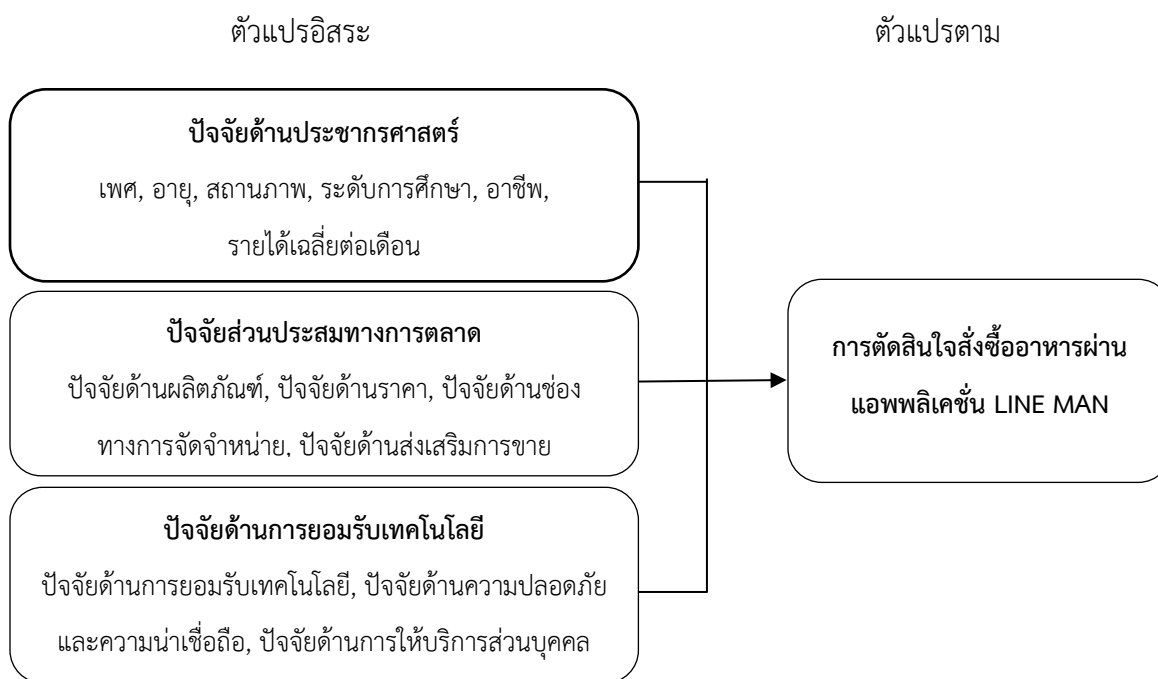 ตัวแปรอิสระ
ตัวแปรตาม
ปัจจัยด้านประชากรศาสตร์
เพศ, อายุ, สถานภาพ, ระดับการศึกษา, อาชีพ,
รายได้เฉลี่ยต่อเดือน
ปัจจัยส่วนประสมทางการตลาด
ปัจจัยด้านผลิตภัณฑ์, ปัจจัยด้านราคา, ปัจจัยด้านช่อง
ทางการจัดจำหน่าย, ปัจจัยด้านส่งเสริมการขาย
ปัจจัยด้านการยอมรับเทคโนโลยี
ปัจจัยด้านการยอมรับเทคโนโลยี, ปัจจัยด้านความปลอดภัย
และความน่าเชื่อถือ, ปัจจัยด้านการให้บริการส่วนบุคคล
การตัดสินใจสั่งซื้ออาหารผ่าน
แอพพลิเคชั่น LINE MAN